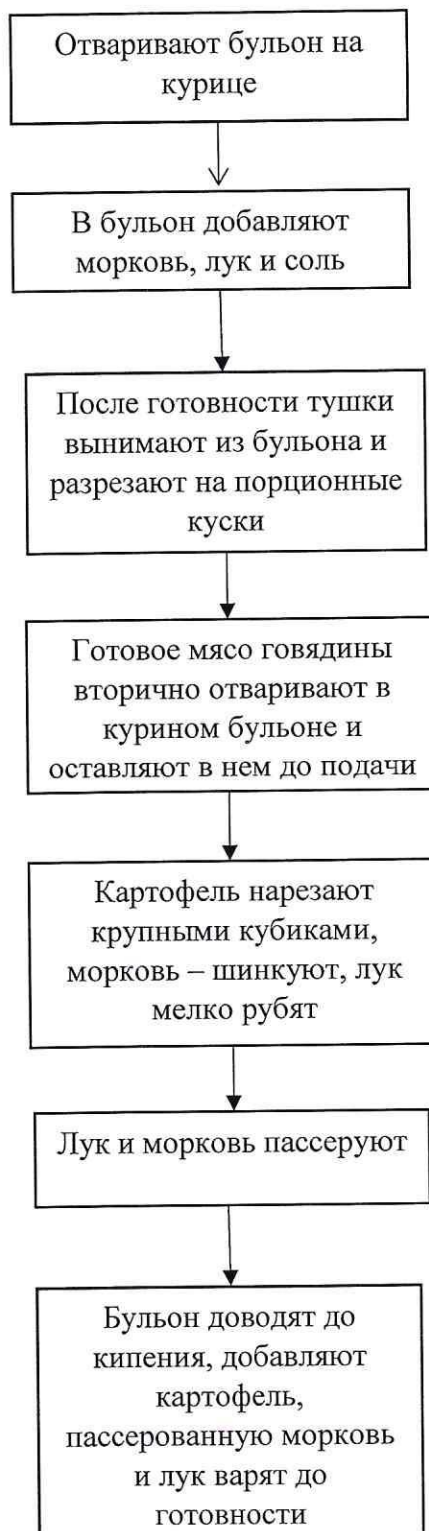 Отваривают бульон на
курице
В бульон добавляют
морковь, лук и соль
После готовности тушки
вынимают из бульона и
разрезают на порционные
куски
Готовое мясо говядины
вторично отваривают в
курином бульоне и
оставляют в нем до подачи
Картофель нарезают
крупными кубиками,
морковь – шинкуют, лук
мелко рубят
Лук и морковь пассеруют
Бульон доводят до
кипения, добавляют
картофель,
пассерованную морковь
и лук варят до
готовности